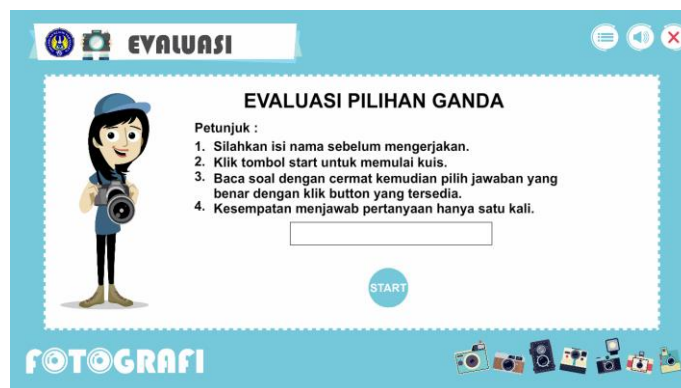 EVALUASI
EVALUASI PILIHAN GANDA
Petunjuk :
1. Silahkan isi nama sebelum mengerjakan.
2. Klik tombol start untuk memulai kuis.
3. Baca soal dengan cermat kemudian pilih jawaban yang
benar dengan klik button yang tersedia.
4. Kesempatan menjawab pertanyaan hanya satu kali.
START
FOTOGRAFI